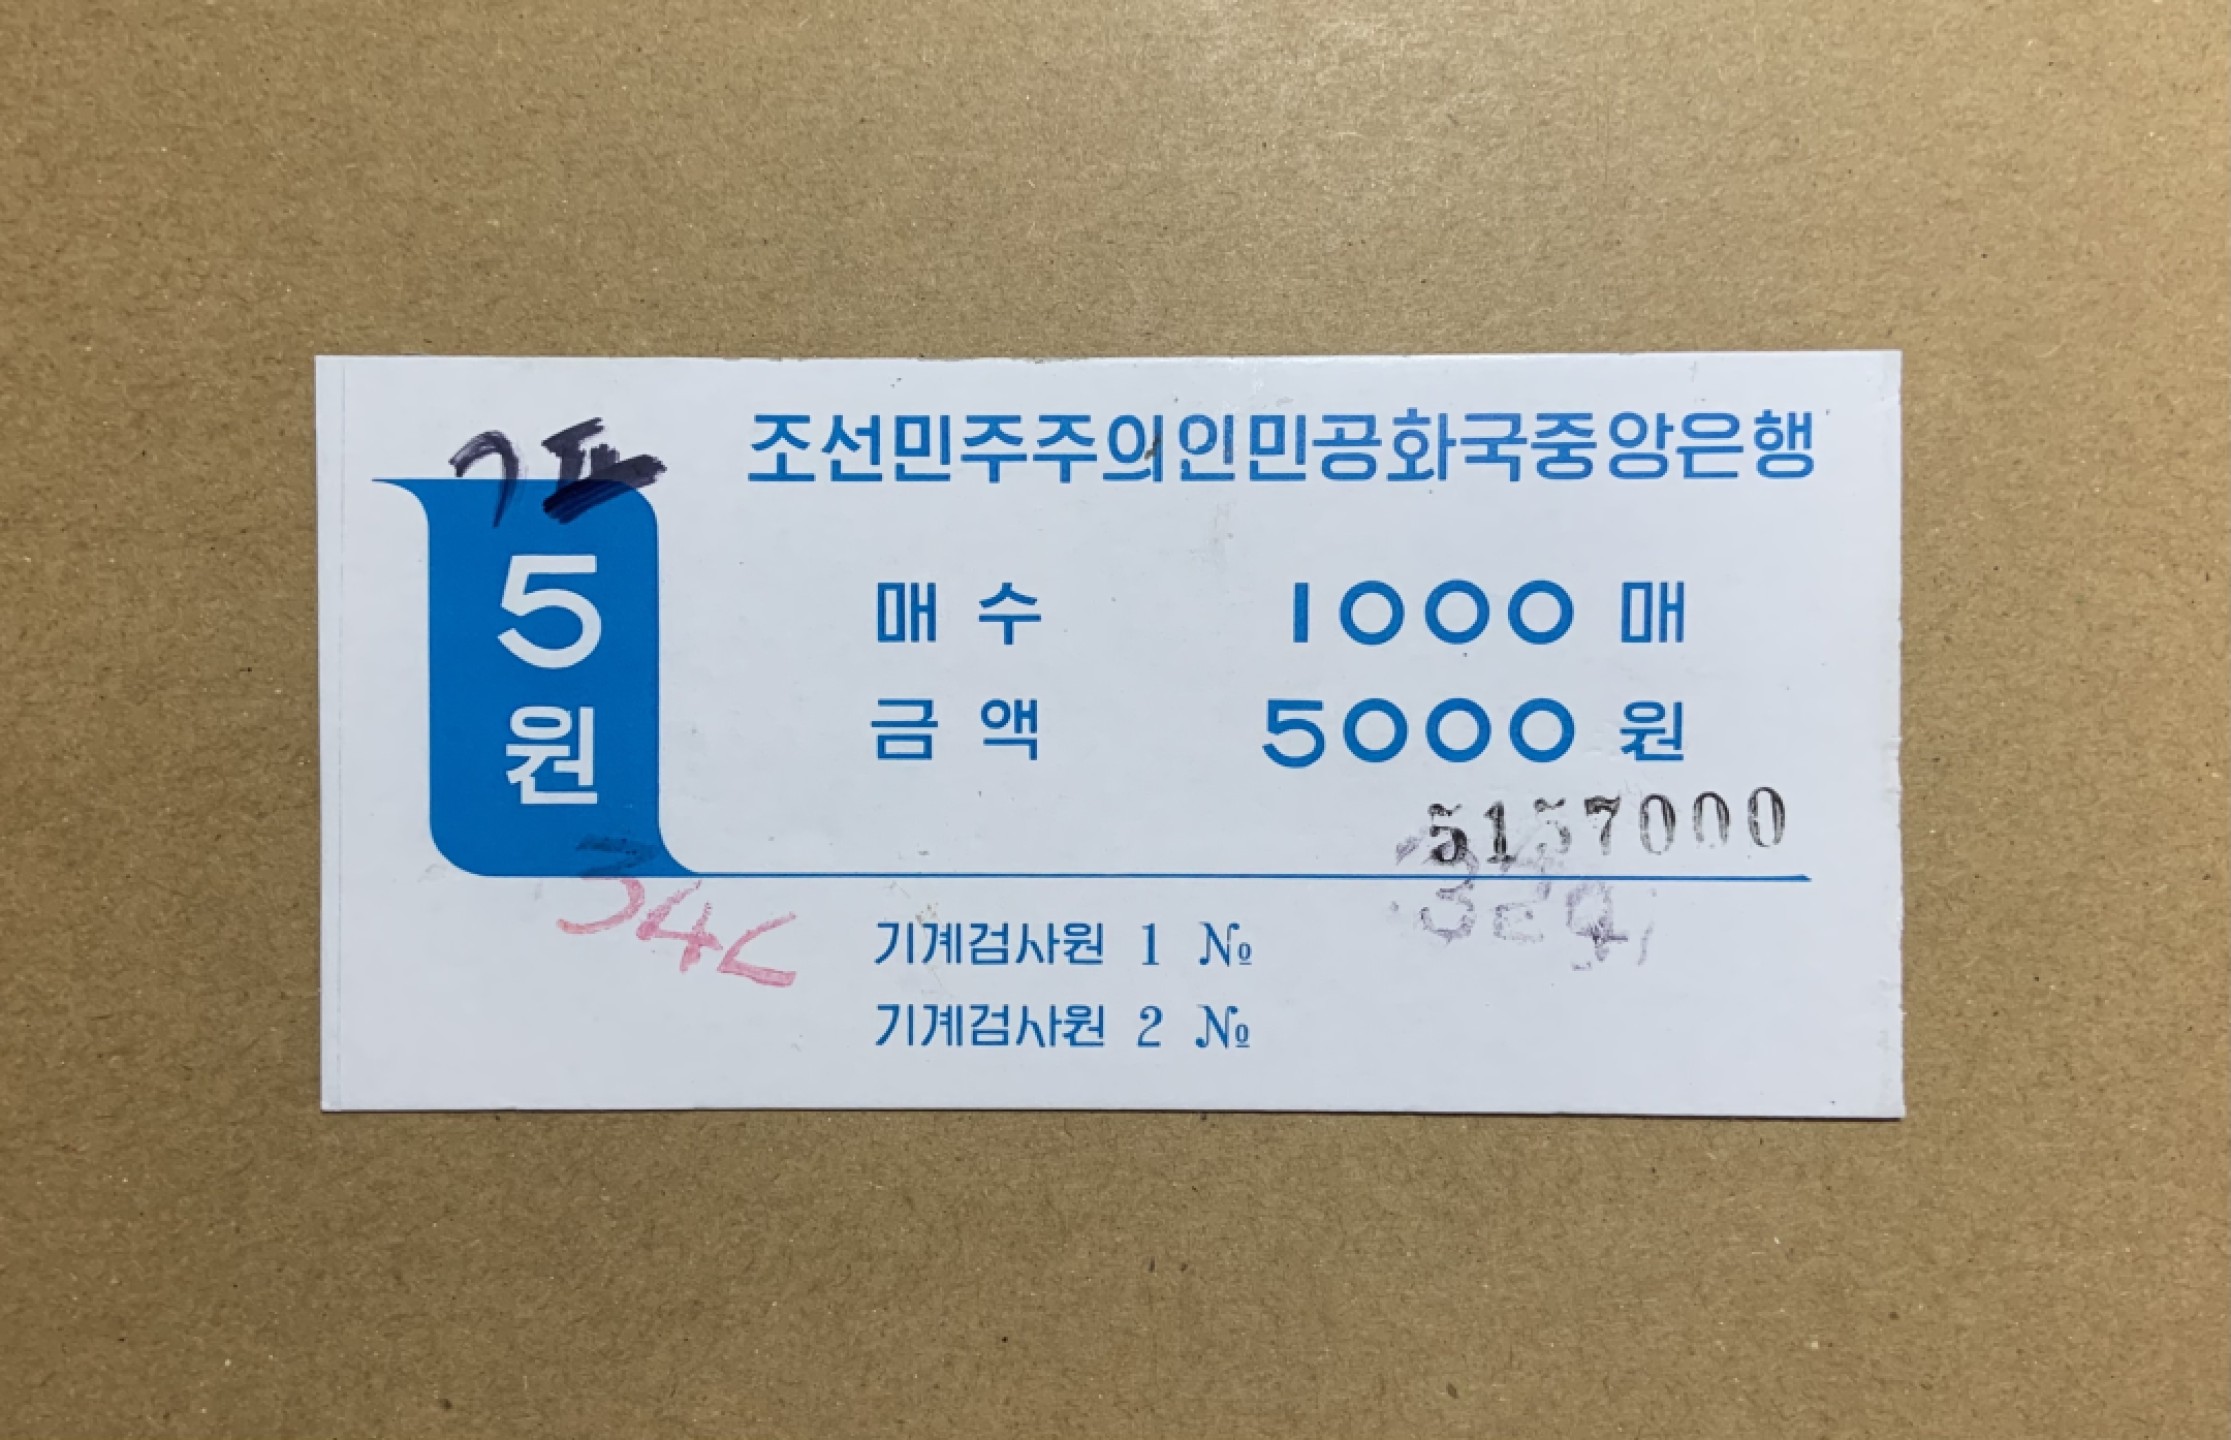 조선민주주의인민공화국중앙은행
5
원
매수 1000 매
금액 5000 원
5157000
기계검사원 1 №
기계검사원 2 №